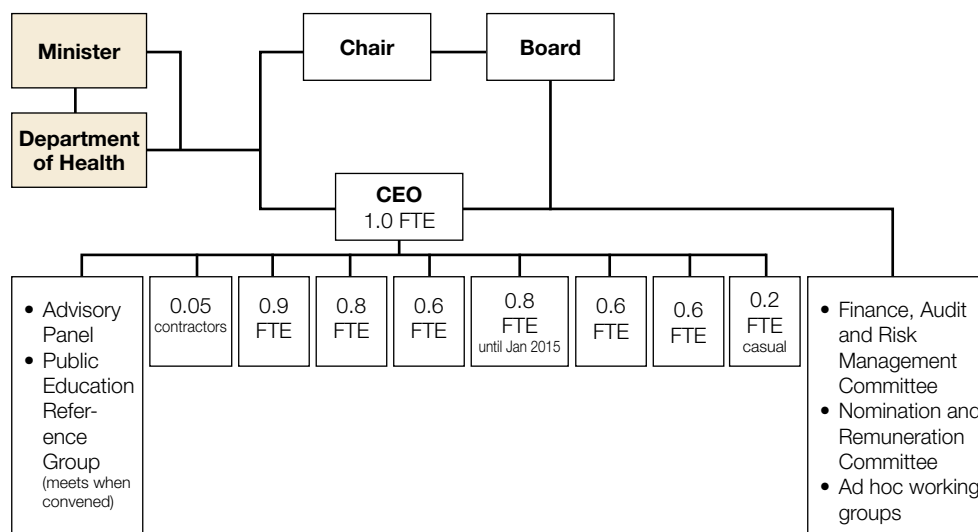 Minister
Chair
Board
Department
of Health
CEO
1.0 FTE
• Advisory
Panel
• Public
Education
Refer-
ence
Group
(meets when
convened)
0.05
contractors
0.9
FTE
0.8
FTE
0.6
FTE
0.8
FTE
until Jan 2015
0.6
FTE
0.6
FTE
0.2
FTE
casual
• Finance, Audit
and Risk
Management
Committee
• Nomination and
Remuneration
Committee
• Ad hoc working
groups